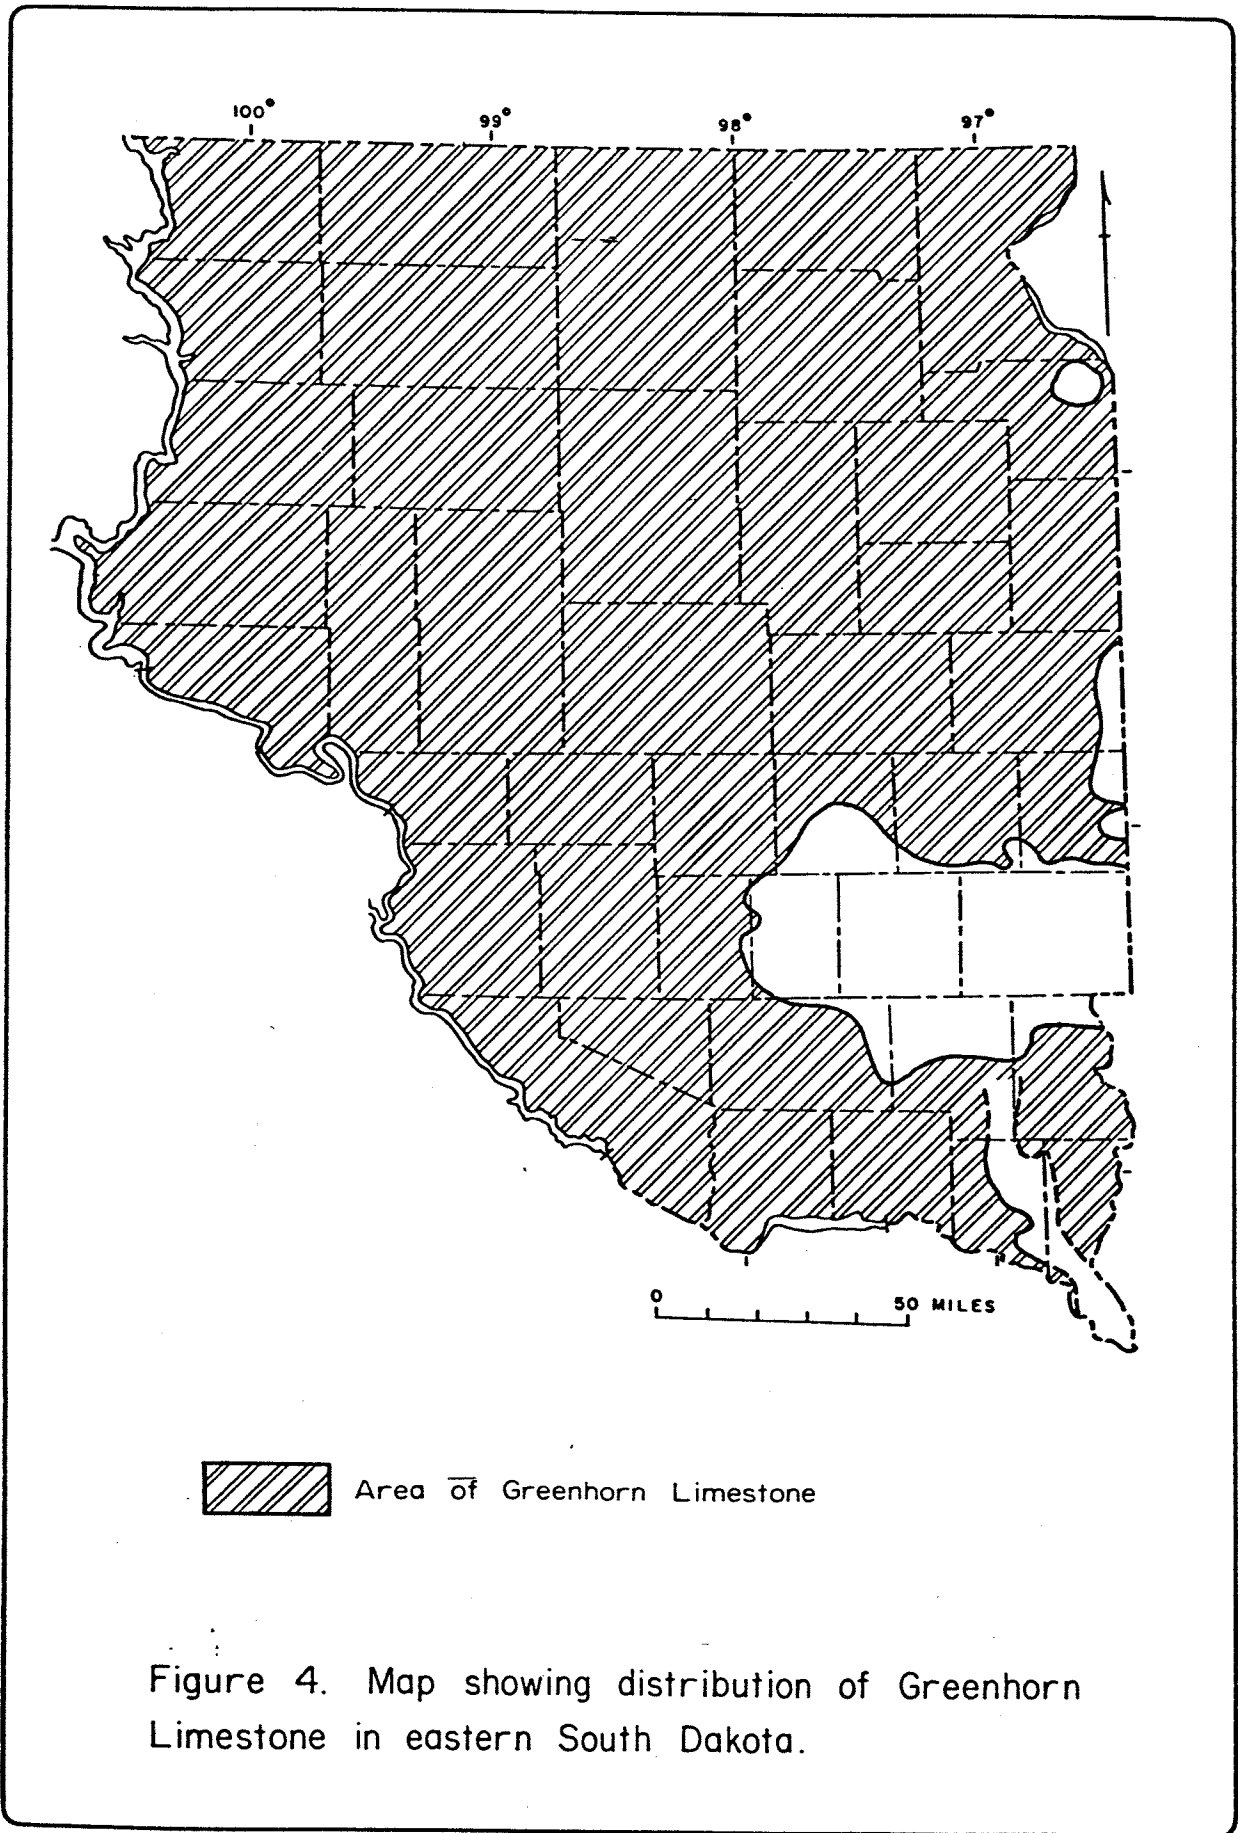 100° 99° 98° 97°
0 50 MILES
Area of Greenhorn Limestone
Figure 4. Map showing distribution of Greenhorn
Limestone in eastern South Dakota.